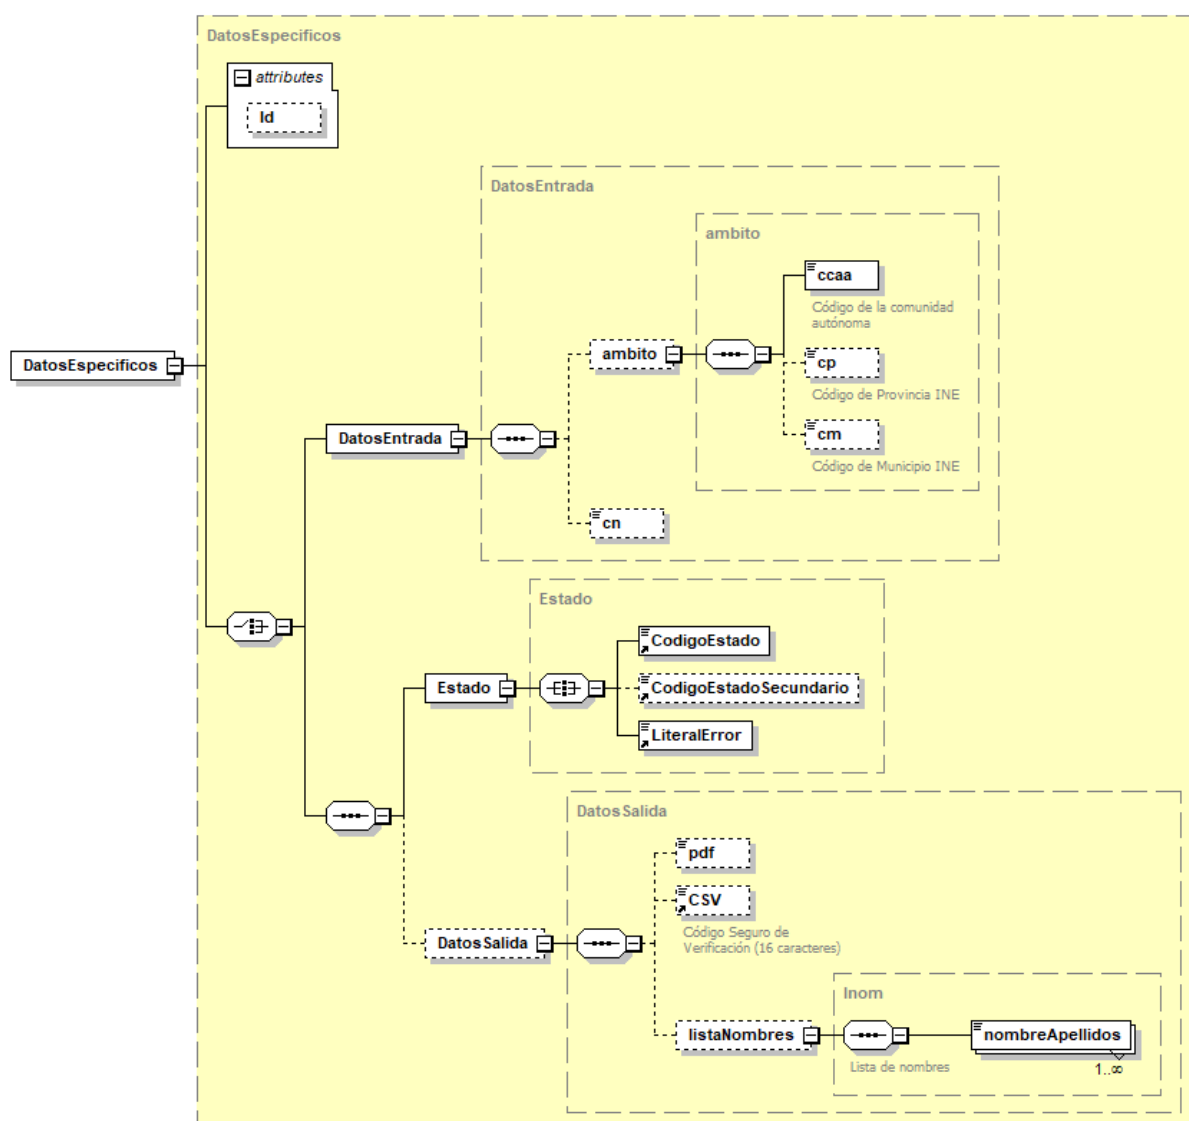 DatosEspecificos
attributes
Id
DatosEntrada
ambito
ccaa
Código de la comunidad
autónoma
DatosEspecificos
ambito
cp
Código de Provincia INE
DatosEntrada
cm
Código de Municipio INE
cn
Estado
CodigoEstado
Estado
CodigoEstadoSecundario
LiteralError
DatosSalida
pdf
CSV
Código Seguro de
Verificación (16 caracteres)
DatosSalida
lnom
listaNombres
nombreApellidos
Lista de nombres
1..∞